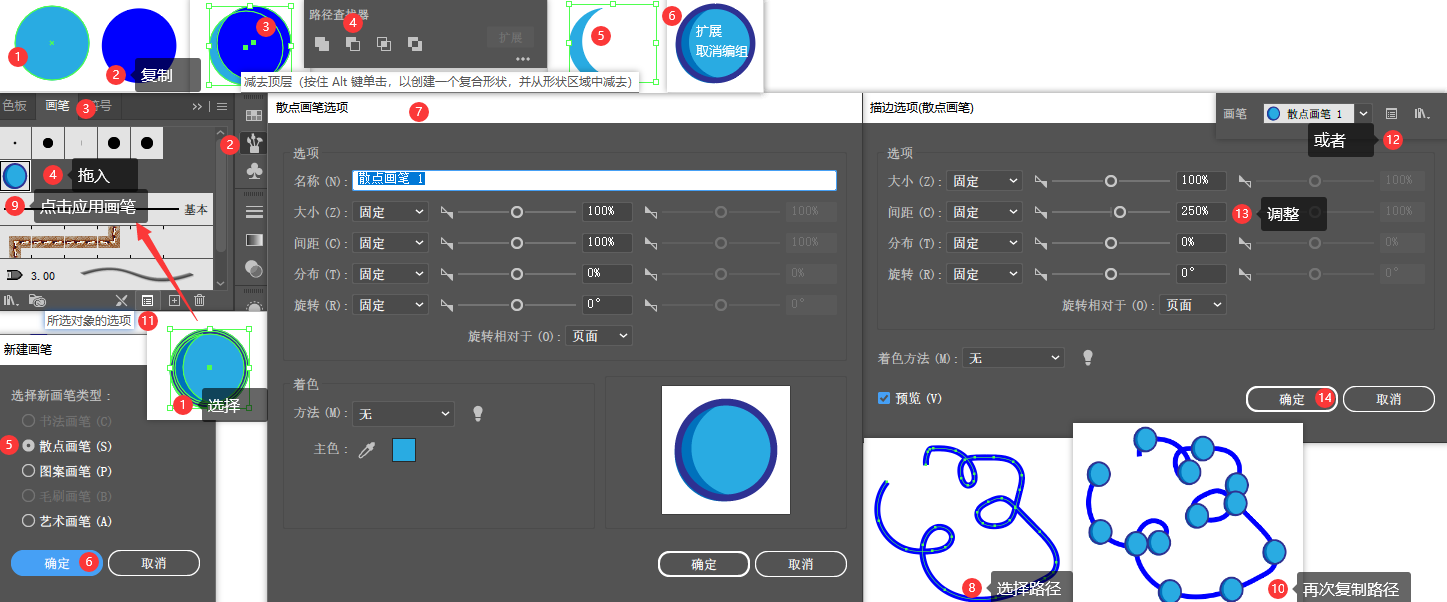 1
2
复制
3
路径查找器
4
扩展
减去顶层（按住 Alt 键单击，以创建一个复合形状，并从形状区域中减去）
5
6
扩展
取消编组
色板
画笔
3
符号
2
4
拖入
9
点击应用画笔
基本
3.00
所选对象的选项
11
1
选择
新建画笔
选择新画笔类型：
书法画笔 (C)
5
散点画笔 (S)
图案画笔 (P)
毛刷画笔 (B)
艺术画笔 (A)
确定
6
取消
散点画笔选项
7
选项
名称 (N)：
散点画笔 1
大小 (Z)： 固定 100% 100%
间距 (C)： 固定 100% 100%
分布 (T)： 固定 0% 0%
旋转 (R)： 固定 0° 0°
旋转相对于 (O)： 页面
着色
方法 (M)： 无
主色：
确定
取消
描边选项(散点画笔)
画笔
散点画笔 1
或者
12
选项
大小 (Z)： 固定 100% 100%
间距 (C)： 固定 250% 100%
13
调整
分布 (T)： 固定 0% 0%
旋转 (R)： 固定 0° 0°
旋转相对于 (O)： 页面
着色方法 (M)： 无
预览 (V)
确定
14
取消
8
选择路径
10
再次复制路径